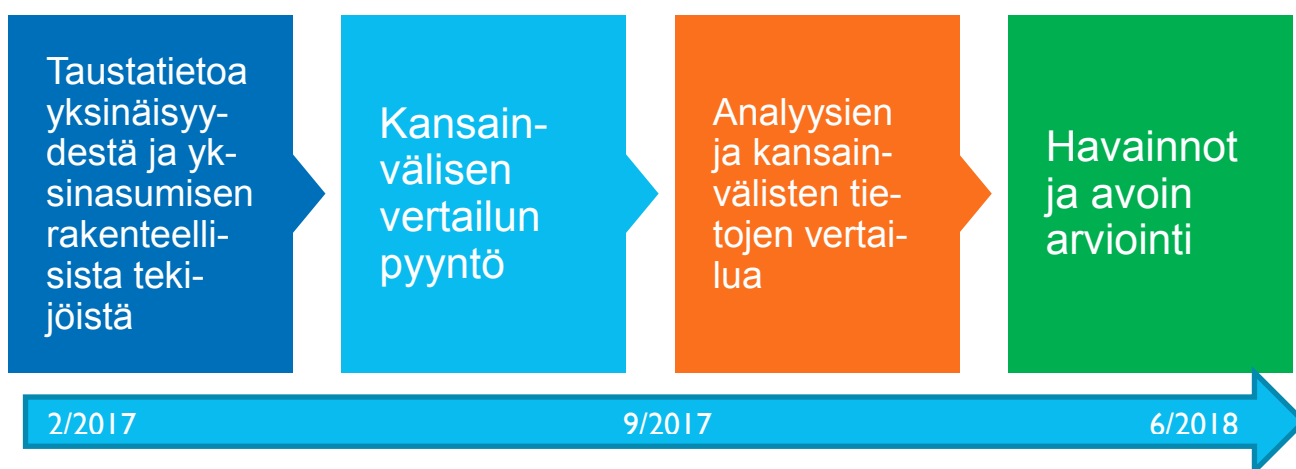 Taustatietoa
yksinäisyy-
destä ja yk-
sinasumisen
rakenteelli-
sista teki-
jöistä
Kansain-
välisen
vertailun
pyyntö
Analyysien
ja kansain-
välisten tie-
tojen vertai-
lua
Havainnot
ja avoin
arviointi
2/2017
9/2017
6/2018